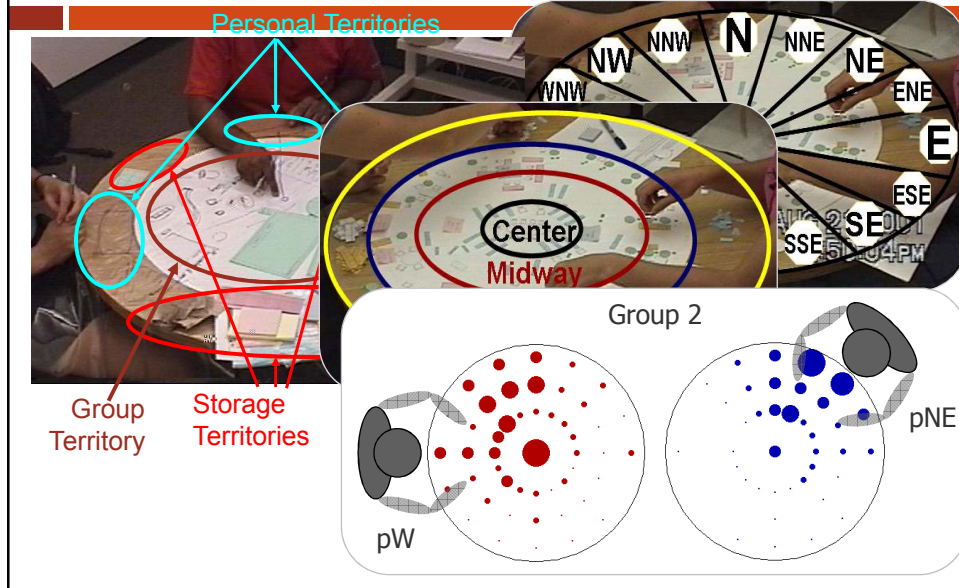 Personal Territories
N
NNW
NNE
NW
NE
WNW
ENE
E
ESE
SE
SSE
Center
Midway
Group 2
Group
Territory
Storage
Territories
pNE
pW